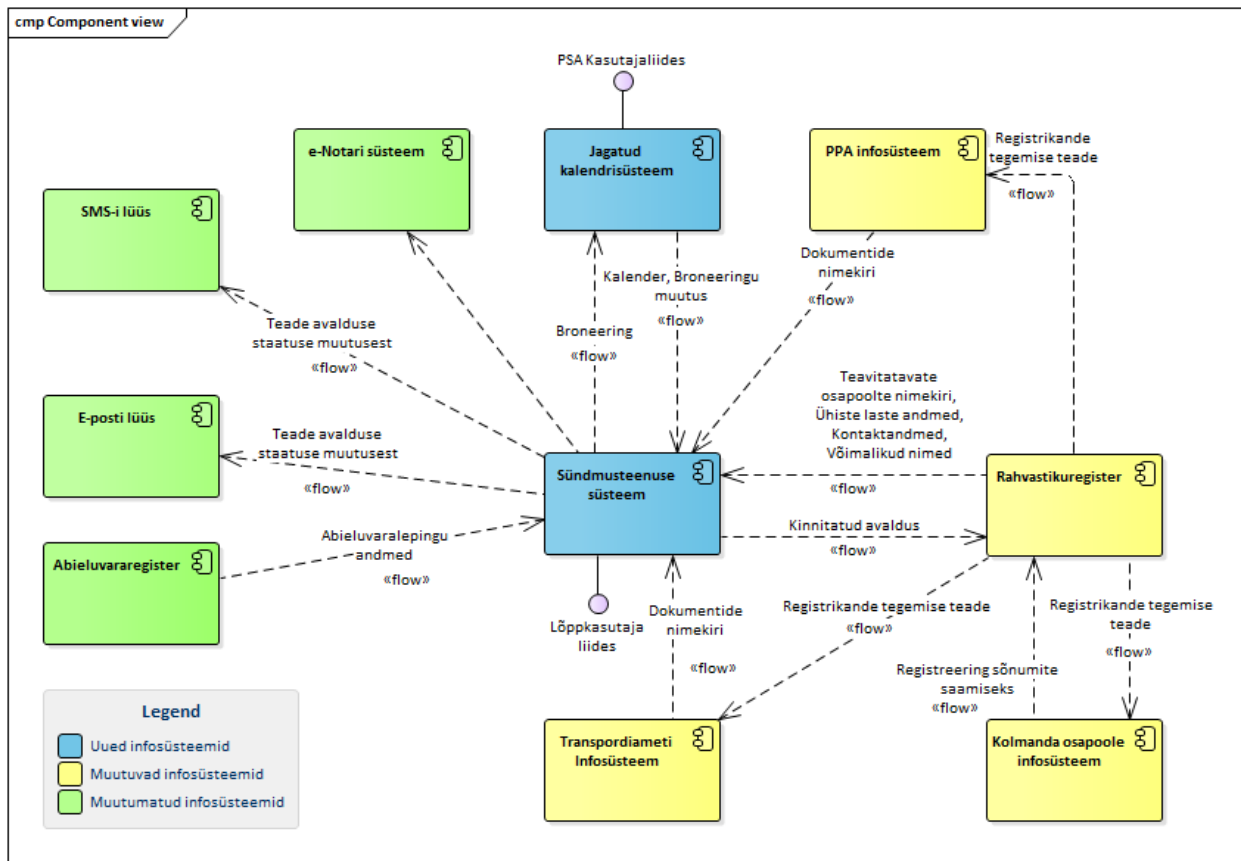 cmp Component view
PSA Kasutajaliides
e-Notari süsteem
Jagatud
kalendrisüsteem
PPA infosüsteem
Registrikande
tegemise teade
«flow»
SMS-i lüüs
Dokumentide
nimekiri
«flow»
Kalender, Broneeringu
muutus
«flow»
Broneering
«flow»
Teade avalduse
staatuse muutusest
«flow»
Teavitatavate
osapoolte nimekiri,
Ühiste laste andmed,
Kontaktandmed,
Võimalikud nimed
«flow»
E-posti lüüs
Teade avalduse
staatuse muutusest
«flow»
Sündmusteenuse
süsteem
Rahvastikuregister
Kinnitatud avaldus
«flow»
Abieluvararegister
Abieluvaralepingu
andmed
«flow»
Lõppkasutaja
liides
Dokumentide
nimekiri
«flow»
Registrikande tegemise teade
«flow»
Registrikande tegemise
teade
«flow»
Registreering sõnumite
saamiseks
«flow»
Transpordiameti
Infosüsteem
Kolmanda osapoole
infosüsteem
Legend
Uued infosüsteemid
Muutuvad infosüsteemid
Muutumatud infosüsteemid